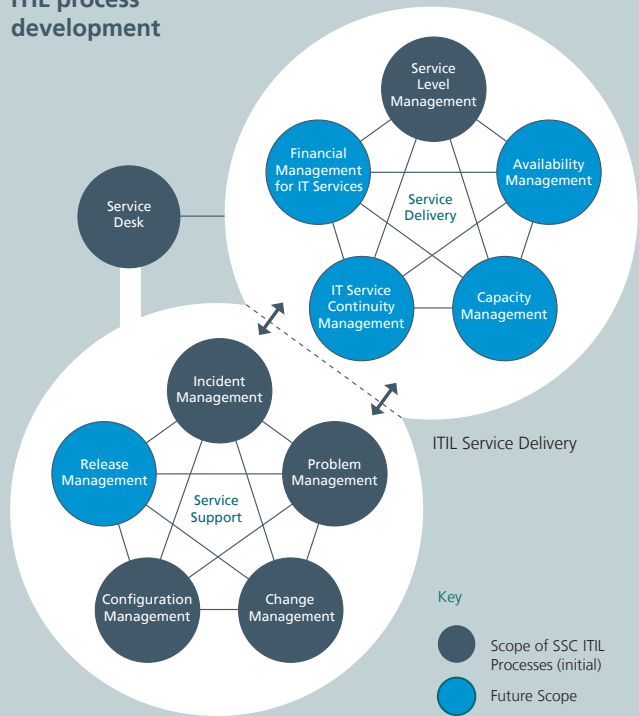 ITIL process
development
Service
Level
Management
Financial
Management
for IT Services
Availability
Management
Service
Delivery
Service
Desk
IT Service
Continuity
Management
Capacity
Management
Incident
Management
ITIL Service Delivery
Release
Management
Problem
Management
Service
Support
Configuration
Management
Change
Management
Key
Scope of SSC ITIL
Processes (initial)
Future Scope